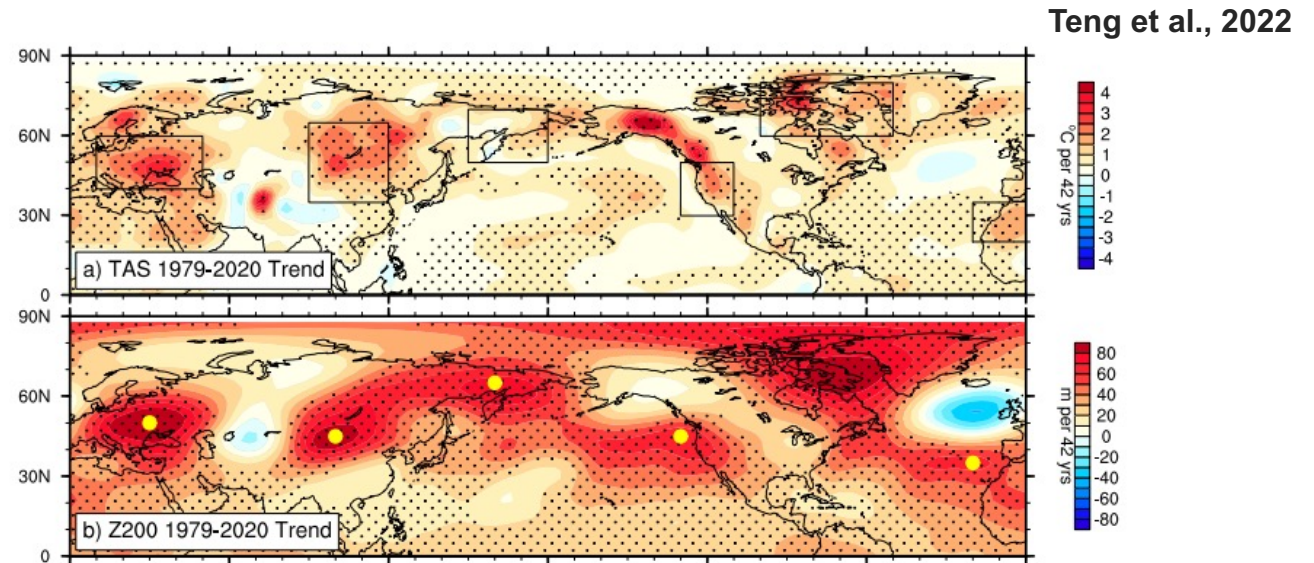 Teng et al., 2022
90N
60N
30N
0
a) TAS 1979-2020 Trend
4
3
2
1
0
-1
-2
-3
-4
°C per 42 yrs
90N
60N
30N
0
b) Z200 1979-2020 Trend
80
60
40
20
0
-20
-40
-60
-80
m per 42 yrs